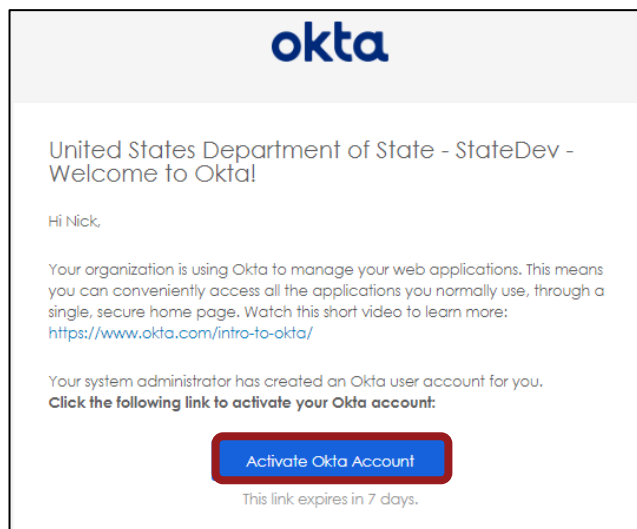 okta
United States Department of State - StateDev -
Welcome to Okta!
Hi Nick,
Your organization is using Okta to manage your web applications. This means
you can conveniently access all the applications you normally use, through a
single, secure home page. Watch this short video to learn more:
https://www.okta.com/intro-to-okta/
Your system administrator has created an Okta user account for you.
Click the following link to activate your Okta account:
Activate Okta Account
This link expires in 7 days.